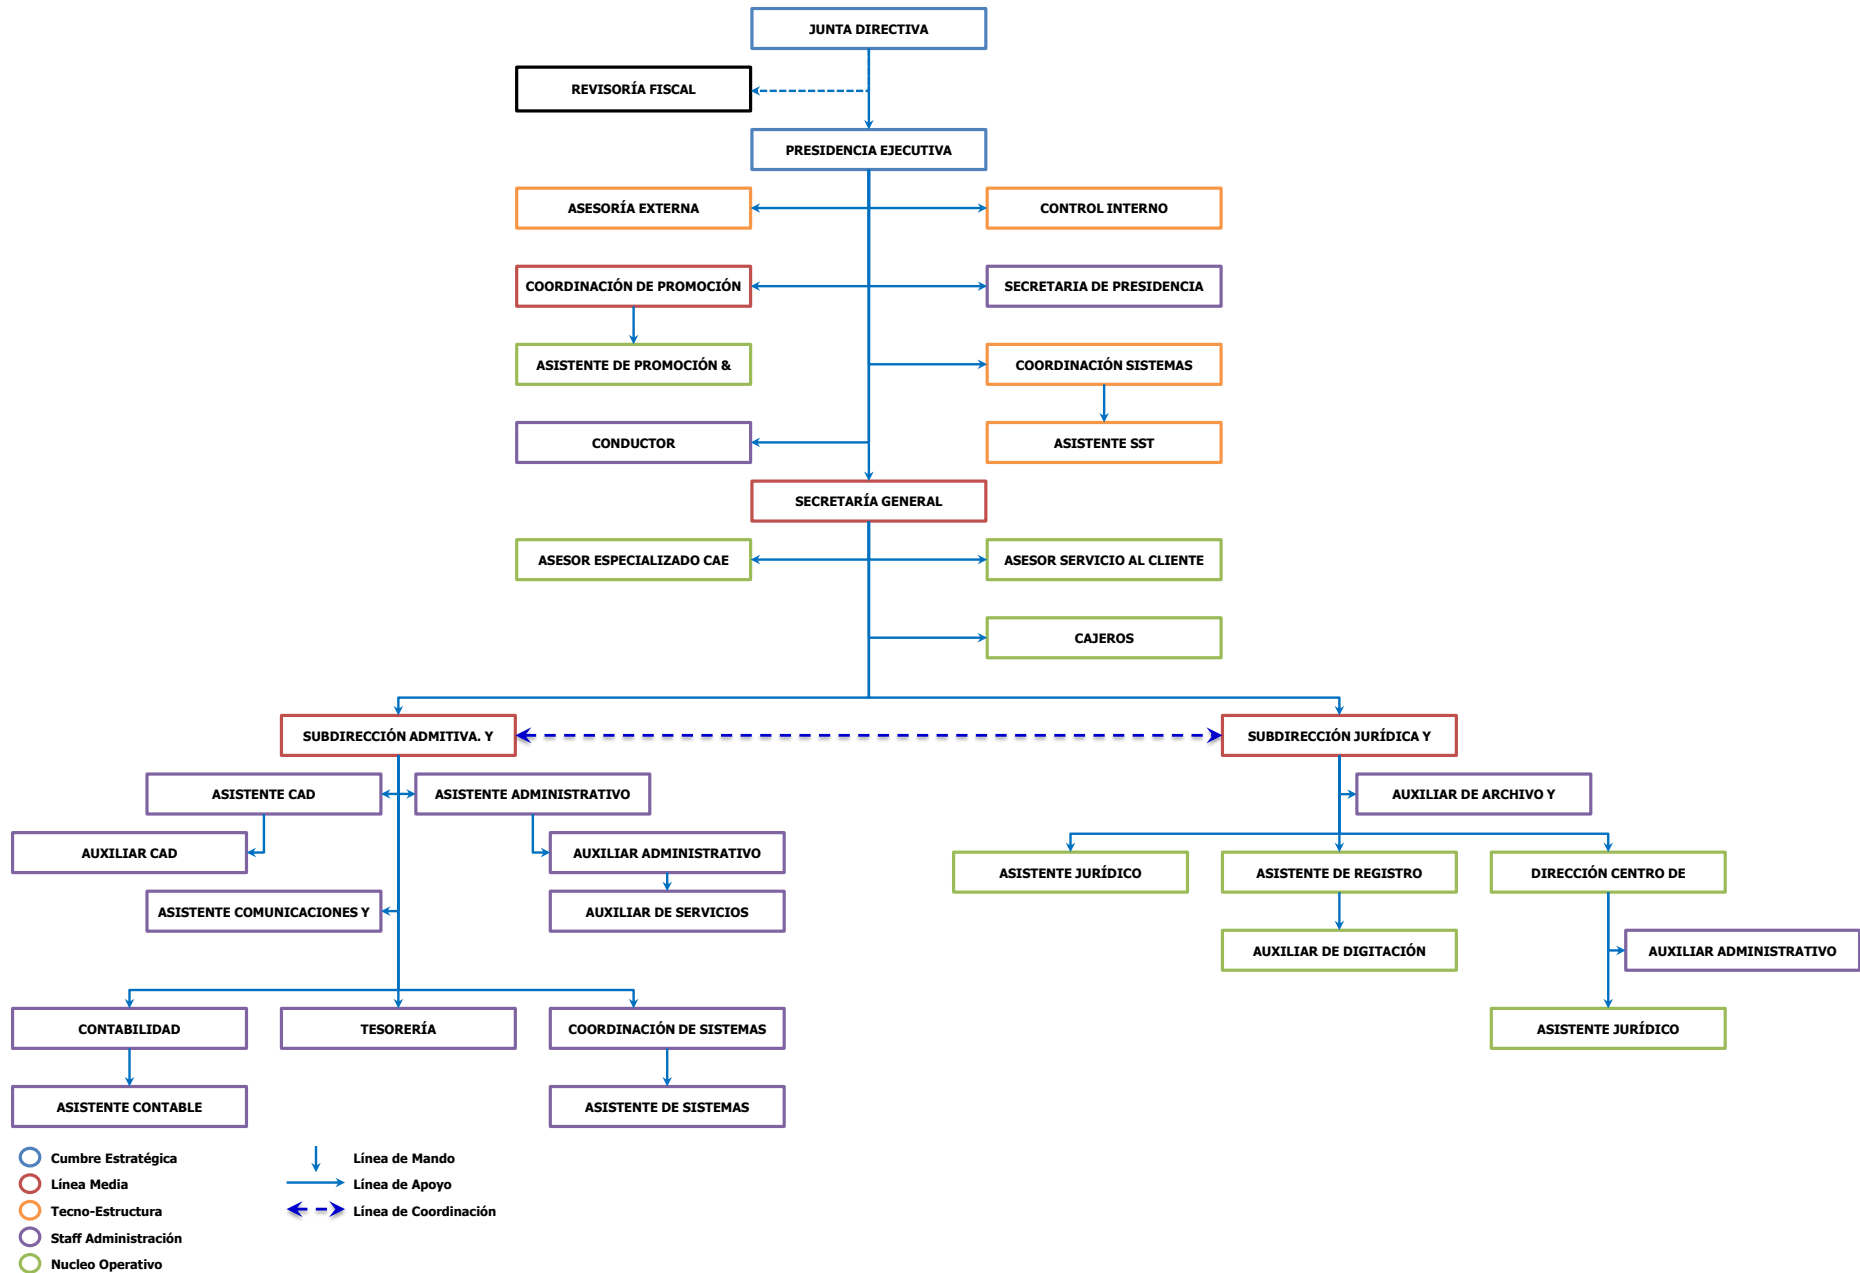 JUNTA DIRECTIVA
REVISORÍA FISCAL
PRESIDENCIA EJECUTIVA
ASESORÍA EXTERNA
CONTROL INTERNO
COORDINACIÓN DE PROMOCIÓN
SECRETARIA DE PRESIDENCIA
ASISTENTE DE PROMOCIÓN &
COORDINACIÓN SISTEMAS
CONDUCTOR
ASISTENTE SST
SECRETARÍA GENERAL
ASESOR ESPECIALIZADO CAE
ASESOR SERVICIO AL CLIENTE
CAJEROS
SUBDIRECCIÓN ADMITIVA. Y
SUBDIRECCIÓN JURÍDICA Y
ASISTENTE CAD
ASISTENTE ADMINISTRATIVO
AUXILIAR DE ARCHIVO Y
AUXILIAR CAD
AUXILIAR ADMINISTRATIVO
ASISTENTE JURÍDICO
ASISTENTE DE REGISTRO
DIRECCIÓN CENTRO DE
ASISTENTE COMUNICACIONES Y
AUXILIAR DE SERVICIOS
AUXILIAR DE DIGITACIÓN
AUXILIAR ADMINISTRATIVO
CONTABILIDAD
TESORERÍA
COORDINACIÓN DE SISTEMAS
ASISTENTE JURÍDICO
ASISTENTE CONTABLE
ASISTENTE DE SISTEMAS
Cumbre Estratégica
Línea de Mando
Línea Media
Línea de Apoyo
Tecno-Estructura
Línea de Coordinación
Staff Administración
Nucleo Operativo